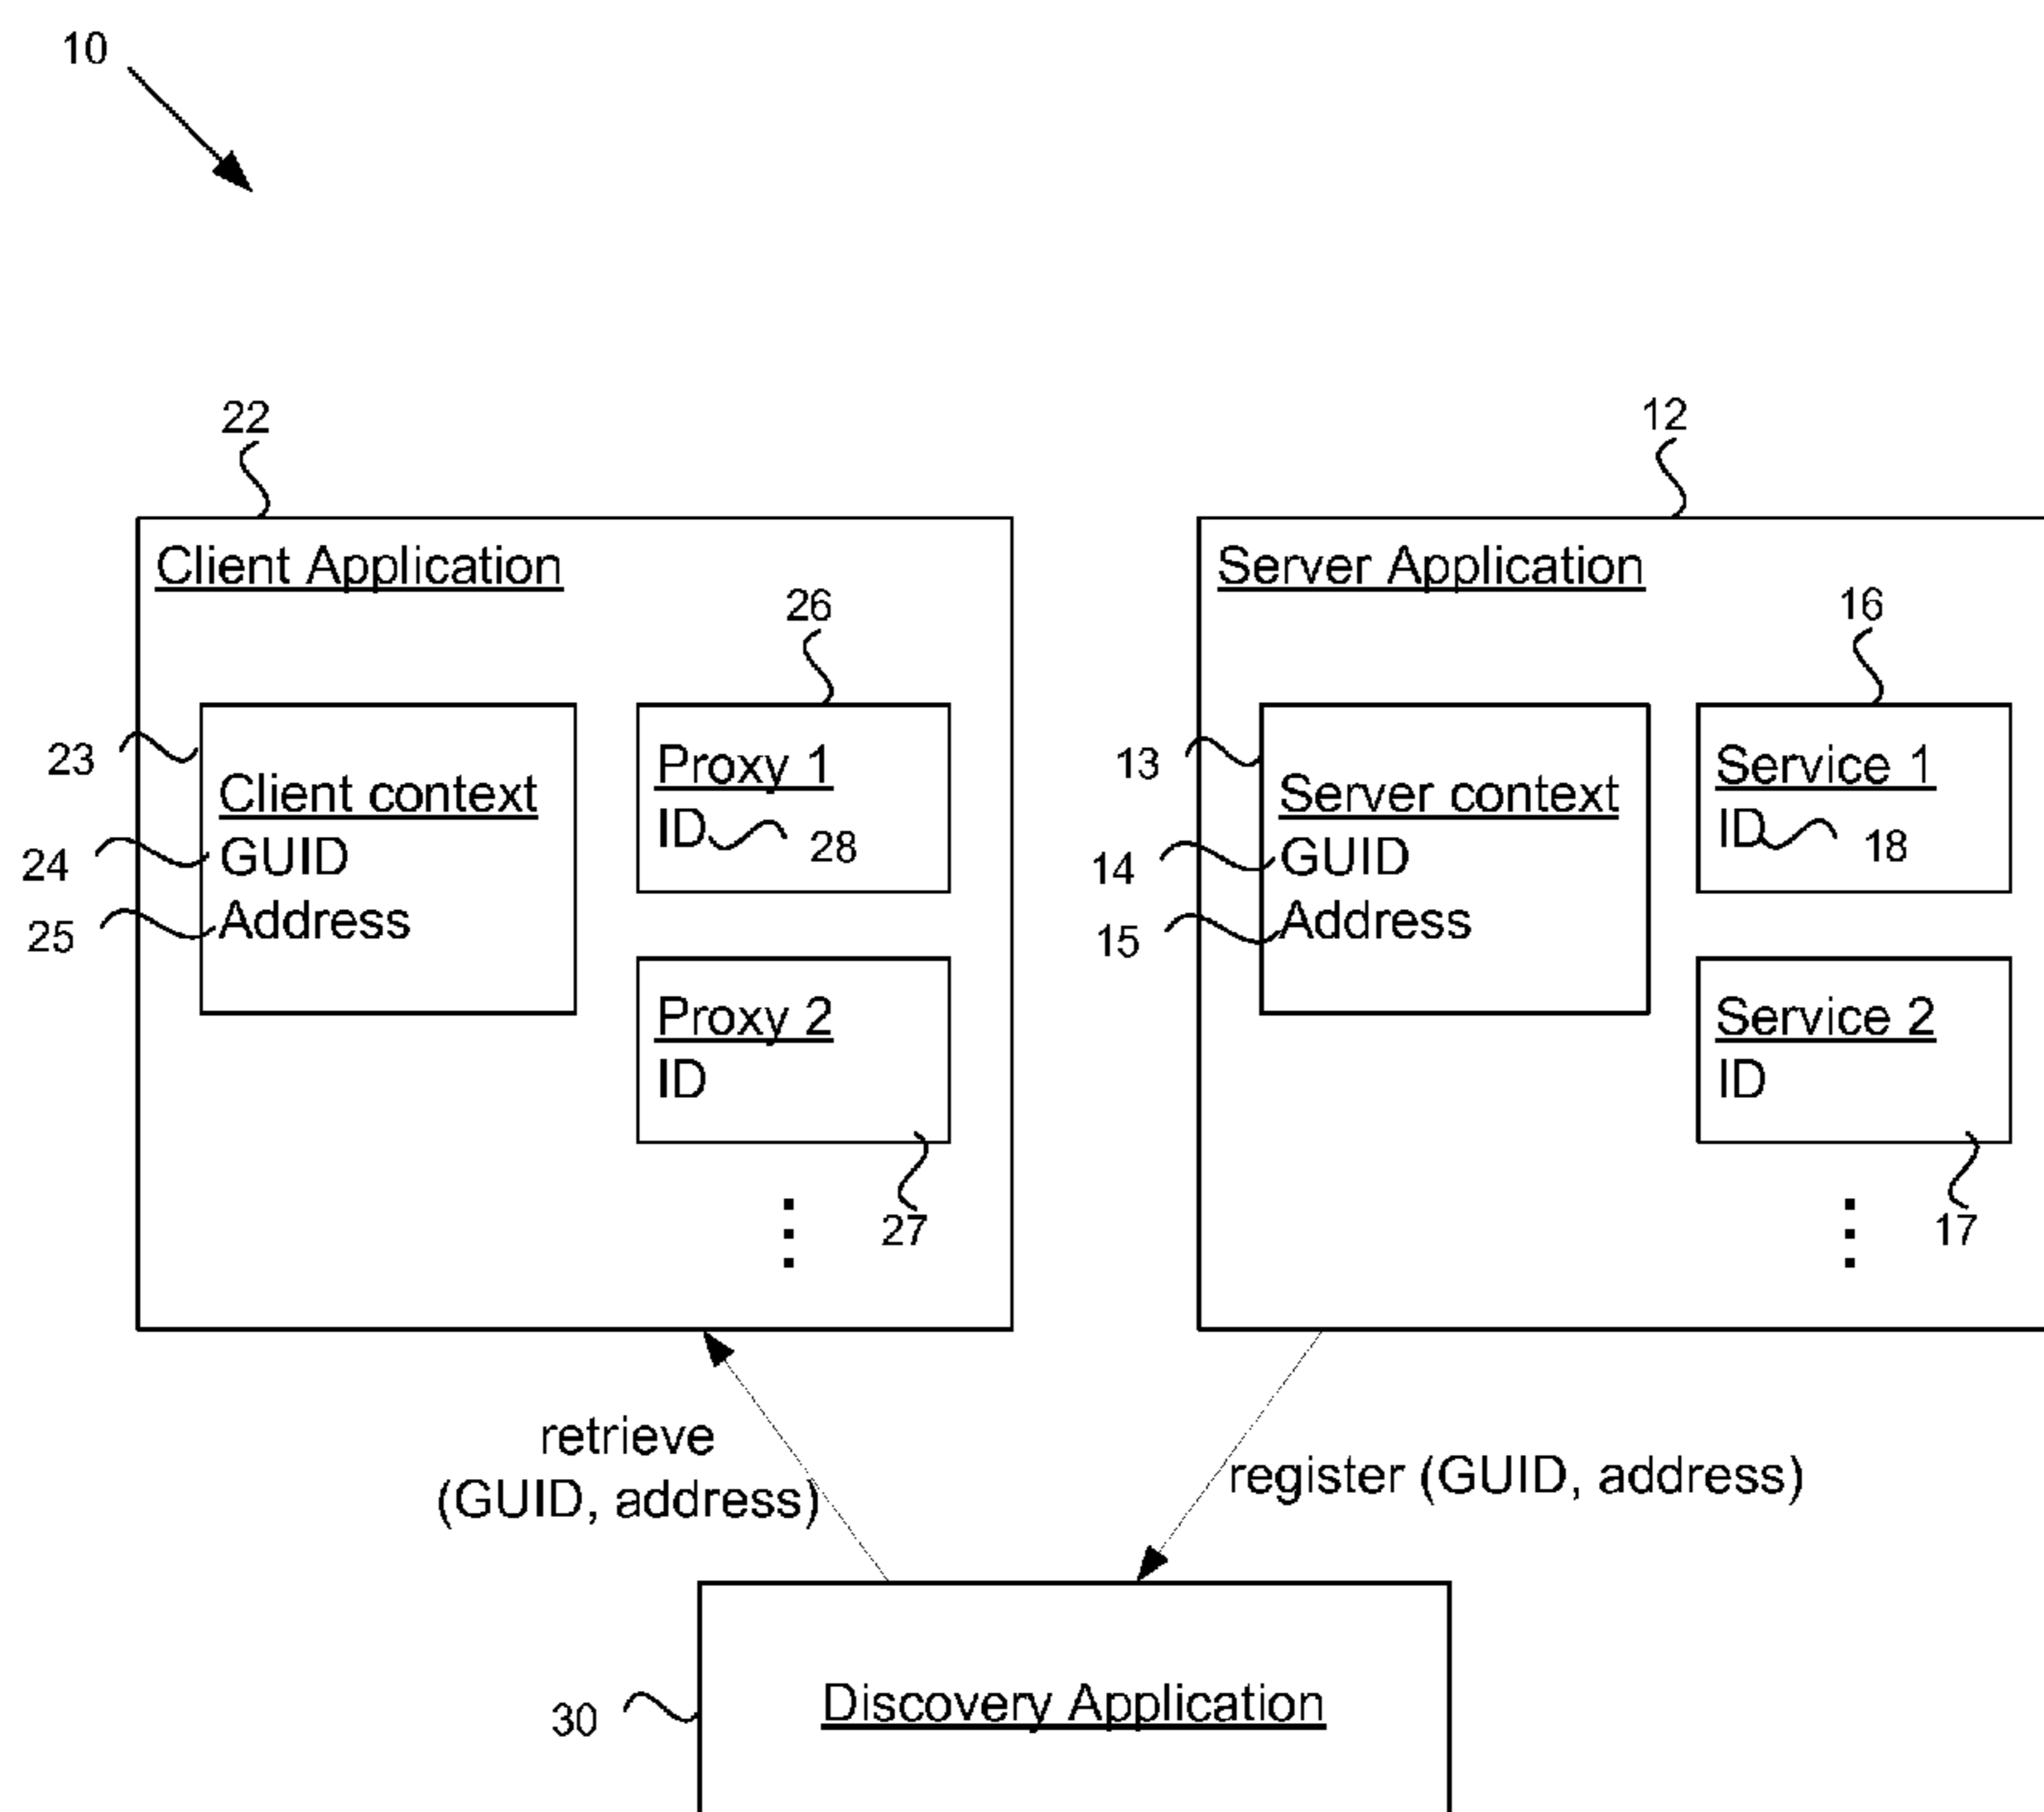 10
22
12
Client Application
Server Application
26
16
23
Client context
GUID
Address
24
25
Proxy 1
ID
28
Proxy 2
ID
27
13
Server context
GUID
Address
14
15
Service 1
ID
18
Service 2
ID
17
retrieve
(GUID, address)
register (GUID, address)
30
Discovery Application